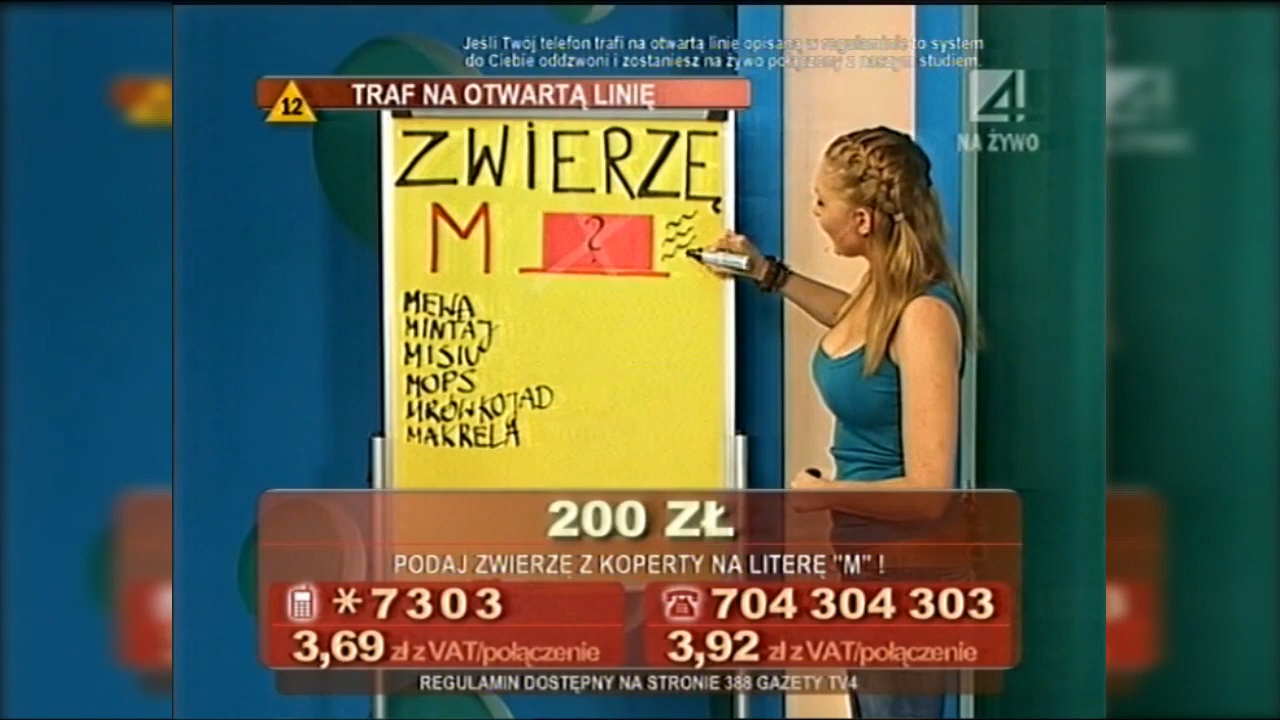 Jeśli Twój telefon trafi na otwartą linie opisaną w regulaminie to system
do Ciebie oddzwoni i zostaniesz na żywo połączony z naszym studiem.
12
TRAF NA OTWARTĄ LINIĘ
4!
NA ŻYWO
ZWIERZĘ
M ?
MEWA
MINTAJ
MISIU
MOPS
MRÓWKOJAD
MAKRELA
200 ZŁ
PODAJ ZWIERZĘ Z KOPERTY NA LITERĘ "M" !
*7303
704 304 303
3,69 zł z VAT/połączenie
3,92 zł z VAT/połączenie
REGULAMIN DOSTĘPNY NA STRONIE 388 GAZETY TV4